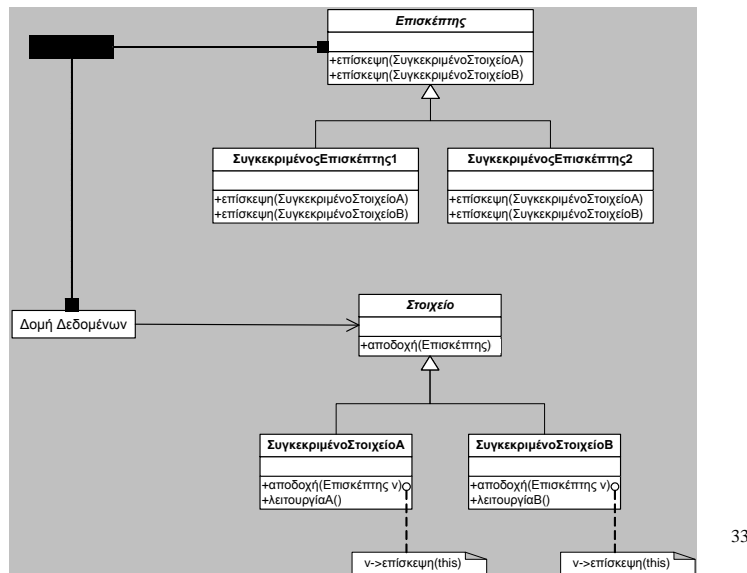 Επισκέπτης
+επίσκεψη(ΣυγκεκριμένοΣτοιχείοΑ)
+επίσκεψη(ΣυγκεκριμένοΣτοιχείοΒ)
ΣυγκεκριμένοςΕπισκέπτης1
+επίσκεψη(ΣυγκεκριμένοΣτοιχείοΑ)
+επίσκεψη(ΣυγκεκριμένοΣτοιχείοΒ)
ΣυγκεκριμένοςΕπισκέπτης2
+επίσκεψη(ΣυγκεκριμένοΣτοιχείοΑ)
+επίσκεψη(ΣυγκεκριμένοΣτοιχείοΒ)
Δομή Δεδομένων
Στοιχείο
+αποδοχή(Επισκέπτης)
ΣυγκεκριμένοΣτοιχείοΑ
+αποδοχή(Επισκέπτης v)
+λειτουργίαΑ()
ΣυγκεκριμένοΣτοιχείοΒ
+αποδοχή(Επισκέπτης v)
+λειτουργίαΒ()
v->επίσκεψη(this)
v->επίσκεψη(this)
33